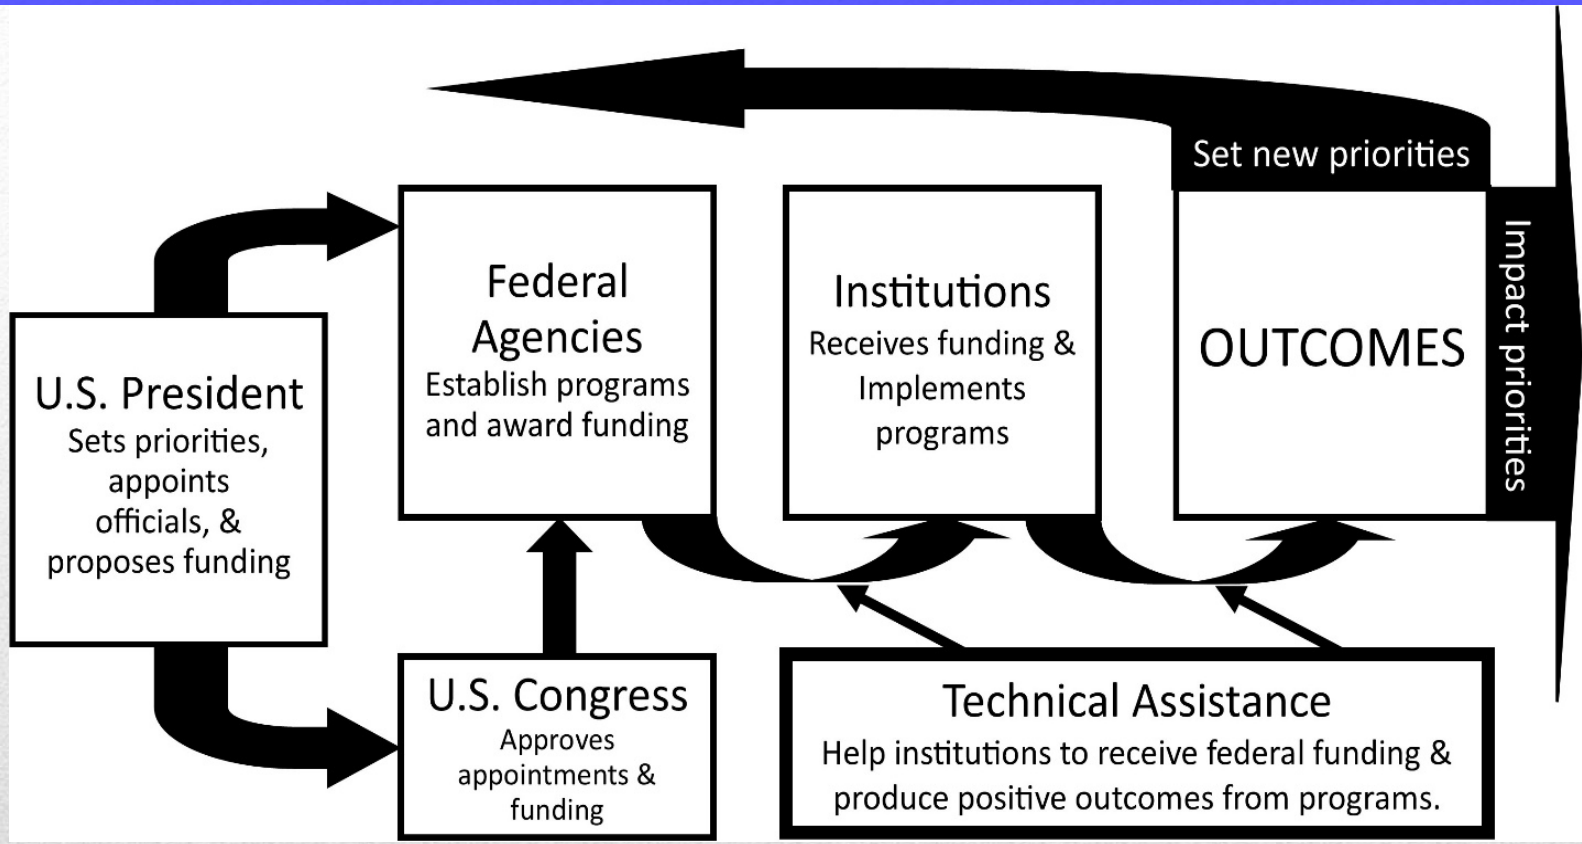 Set new priorities
Impact priorities
U.S. President
Sets priorities,
appoints
officials, &
proposes funding
Federal
Agencies
Establish programs
and award funding
Institutions
Receives funding &
Implements
programs
OUTCOMES
U.S. Congress
Approves
appointments &
funding
Technical Assistance
Help institutions to receive federal funding &
produce positive outcomes from programs.